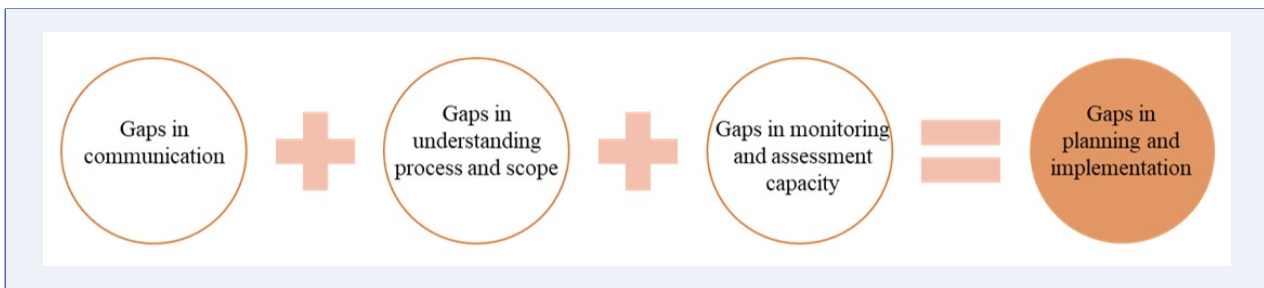 Gaps in
communication
Gaps in
understanding
process and scope
Gaps in monitoring
and assessment
capacity
Gaps in
planning and
implementation